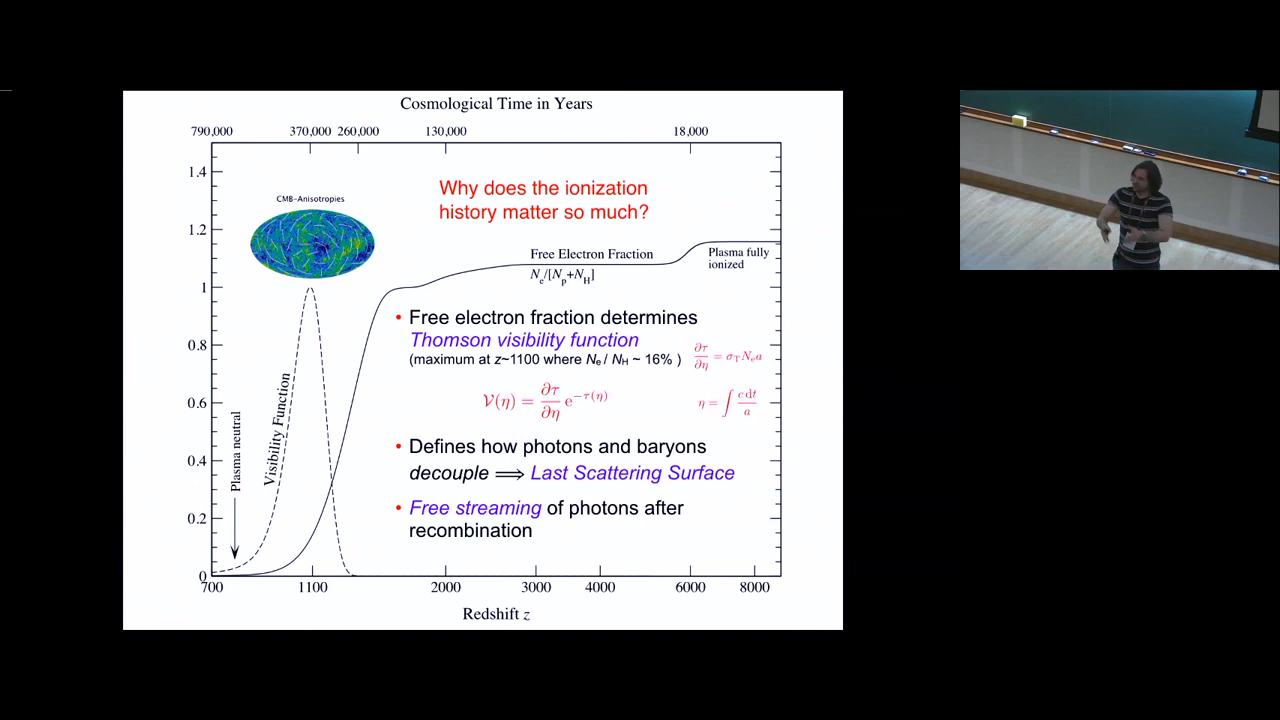 Cosmological Time in Years
790,000 370,000 260,000 130,000 18,000
1.4
1.2
1
0.8
0.6
0.4
0.2
0
CMB-Anisotropies
Why does the ionization
history matter so much?
Free Electron Fraction
Nₑ/[Nₚ+N_H]
Plasma fully
ionized
• Free electron fraction determines
Thomson visibility function
(maximum at z~1100 where Nₑ / N_H ~ 16% )
∂τ/∂η = σ_T Nₑ a
𝒱(η) = ∂τ/∂η e^{−τ(η)}
η = ∫ c dt/a
• Defines how photons and baryons
decouple ⟹ Last Scattering Surface
• Free streaming of photons after
recombination
Visibility Function
Plasma neutral
700 1100 2000 3000 4000 6000 8000
Redshift z